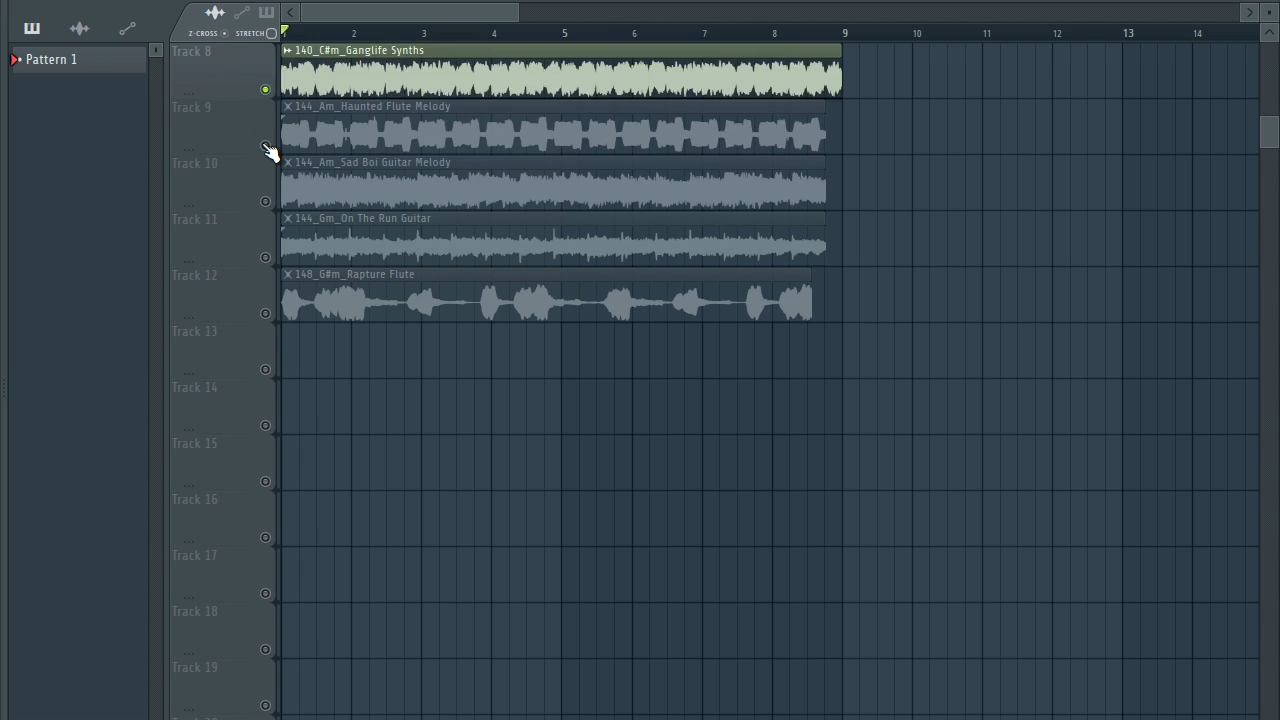 Z-CROSS STRETCH
1 2 3 4 5 6 7 8 9 10 11 12 13 14
Pattern 1
Track 8
140_C#m_Ganglife Synths
Track 9
144_Am_Haunted Flute Melody
Track 10
144_Am_Sad Boi Guitar Melody
Track 11
144_Gm_On The Run Guitar
Track 12
148_G#m_Rapture Flute
Track 13
Track 14
Track 15
Track 16
Track 17
Track 18
Track 19